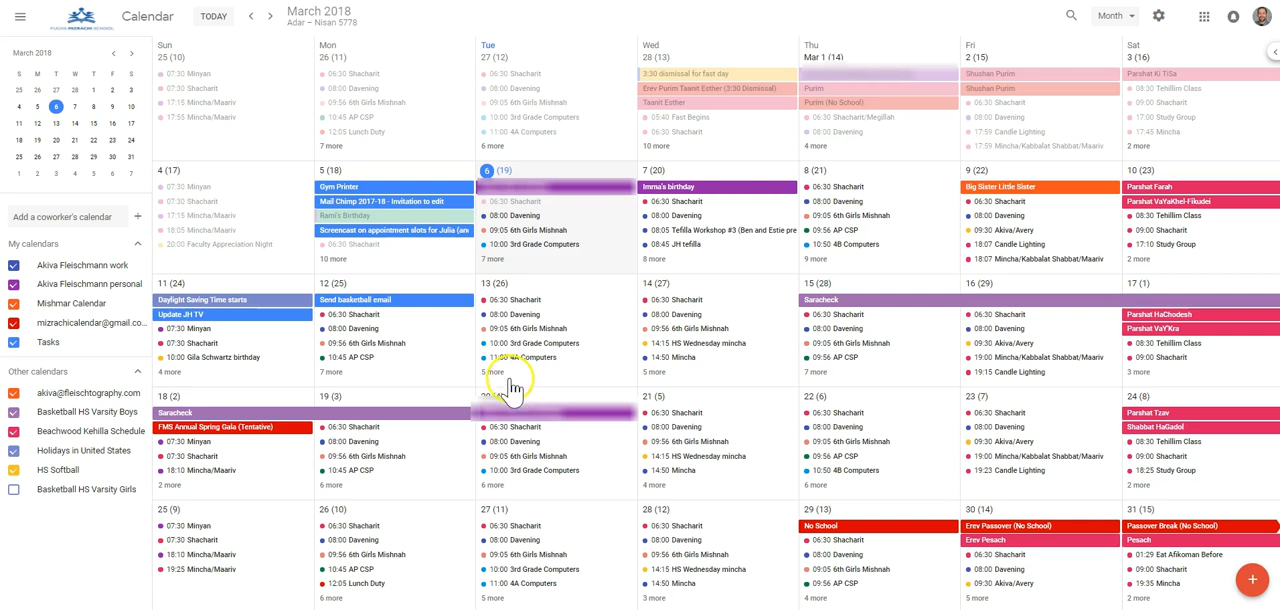 FUCHS MIZRACHI SCHOOL
Calendar
TODAY
March 2018
Adar – Nisan 5778
Month
March 2018
S M T W T F S
25 26 27 28 1 2 3
4 5 6 7 8 9 10
11 12 13 14 15 16 17
18 19 20 21 22 23 24
25 26 27 28 29 30 31
1 2 3 4 5 6 7
Add a coworker's calendar
My calendars
Akiva Fleischmann work
Akiva Fleischmann personal
Mishmar Calendar
mizrachicalendar@gmail.co...
Tasks
Other calendars
akiva@fleischtography.com
Basketball HS Varsity Boys
Beachwood Kehilla Schedule
Holidays in United States
HS Softball
Basketball HS Varsity Girls
Sun
25 (10)
07:30 Minyan
07:30 Shacharit
17:15 Mincha/Maariv
17:55 Mincha/Maariv
Mon
26 (11)
06:30 Shacharit
08:00 Davening
09:56 6th Girls Mishnah
10:45 AP CSP
12:05 Lunch Duty
7 more
Tue
27 (12)
06:30 Shacharit
08:00 Davening
09:05 6th Girls Mishnah
10:00 3rd Grade Computers
11:00 4A Computers
6 more
Wed
28 (13)
3:30 dismissal for fast day
Erev Purim Taanit Esther (3:30 Dismissal)
Taanit Esther
05:40 Fast Begins
06:30 Shacharit
10 more
Thu
Mar 1 (14)
Purim
Purim (No School)
06:30 Shacharit/Megillah
08:00 Davening
4 more
Fri
2 (15)
Shushan Purim
Shushan Purim
06:30 Shacharit
08:00 Davening
17:59 Candle Lighting
17:59 Mincha/Kabbalat Shabbat/Maariv
Sat
3 (16)
Parshat Ki TiSa
08:30 Tehillim Class
09:00 Shacharit
17:00 Study Group
17:45 Mincha
2 more
4 (17)
07:30 Minyan
07:30 Shacharit
17:15 Mincha/Maariv
18:05 Mincha/Maariv
20:00 Faculty Appreciation Night
5 (18)
Gym Printer
Mail Chimp 2017-18 - Invitation to edit
Rami's Birthday
Screencast on appointment slots for Julia (and
06:30 Shacharit
10 more
6 (19)
06:30 Shacharit
08:00 Davening
09:05 6th Girls Mishnah
10:00 3rd Grade Computers
7 more
7 (20)
Imma's birthday
06:30 Shacharit
08:00 Davening
08:05 Tefilla Workshop #3 (Ben and Estie pre
08:45 JH tefilla
8 more
8 (21)
06:30 Shacharit
08:00 Davening
09:05 6th Girls Mishnah
09:56 AP CSP
10:50 4B Computers
9 more
9 (22)
Big Sister Little Sister
06:30 Shacharit
08:00 Davening
09:30 Akiva/Avery
18:07 Candle Lighting
18:07 Mincha/Kabbalat Shabbat/Maariv
10 (23)
Parshat Farah
Parshat VaYaKhel-Fikudei
08:30 Tehillim Class
09:00 Shacharit
17:10 Study Group
2 more
11 (24)
Daylight Saving Time starts
Update JH TV
07:30 Minyan
07:30 Shacharit
10:00 Gila Schwartz birthday
4 more
12 (25)
Send basketball email
06:30 Shacharit
08:00 Davening
09:56 6th Girls Mishnah
10:45 AP CSP
7 more
13 (26)
06:30 Shacharit
08:00 Davening
09:05 6th Girls Mishnah
10:00 3rd Grade Computers
11:00 4A Computers
5 more
14 (27)
06:30 Shacharit
08:00 Davening
09:56 6th Girls Mishnah
14:15 HS Wednesday mincha
14:50 Mincha
5 more
15 (28)
Saracheck
06:30 Shacharit
08:00 Davening
09:05 6th Girls Mishnah
09:56 AP CSP
7 more
16 (29)
06:30 Shacharit
08:00 Davening
09:30 Akiva/Avery
19:00 Mincha/Kabbalat Shabbat/Maariv
19:15 Candle Lighting
17 (1)
Parshat HaChodesh
Parshat VaY'Kra
08:30 Tehillim Class
09:00 Shacharit
3 more
18 (2)
Saracheck
FMS Annual Spring Gala (Tentative)
07:30 Minyan
07:30 Shacharit
18:10 Mincha/Maariv
2 more
19 (3)
06:30 Shacharit
08:00 Davening
09:56 6th Girls Mishnah
10:45 AP CSP
6 more
06:30 Shacharit
08:00 Davening
09:05 6th Girls Mishnah
10:00 3rd Grade Computers
6 more
21 (5)
06:30 Shacharit
08:00 Davening
09:56 6th Girls Mishnah
14:15 HS Wednesday mincha
14:50 Mincha
4 more
22 (6)
06:30 Shacharit
08:00 Davening
09:05 6th Girls Mishnah
09:56 AP CSP
10:50 4B Computers
6 more
23 (7)
06:30 Shacharit
08:00 Davening
09:30 Akiva/Avery
19:00 Mincha/Kabbalat Shabbat/Maariv
19:23 Candle Lighting
24 (8)
Parshat Tzav
Shabbat HaGadol
08:30 Tehillim Class
09:00 Shacharit
18:25 Study Group
2 more
25 (9)
07:30 Minyan
07:30 Shacharit
18:10 Mincha/Maariv
19:25 Mincha/Maariv
26 (10)
06:30 Shacharit
08:00 Davening
09:56 6th Girls Mishnah
10:45 AP CSP
12:05 Lunch Duty
6 more
27 (11)
06:30 Shacharit
08:00 Davening
09:05 6th Girls Mishnah
10:00 3rd Grade Computers
11:00 4A Computers
5 more
28 (12)
06:30 Shacharit
08:00 Davening
09:56 6th Girls Mishnah
14:15 HS Wednesday mincha
14:50 Mincha
3 more
29 (13)
No School
06:30 Shacharit
08:00 Davening
09:05 6th Girls Mishnah
09:56 AP CSP
4 more
30 (14)
Erev Passover (No School)
Erev Pesach
06:30 Shacharit
08:00 Davening
09:30 Akiva/Avery
5 more
31 (15)
Passover Break (No School)
Pesach
01:29 Eat Afikoman Before
09:00 Shacharit
19:35 Mincha
2 more